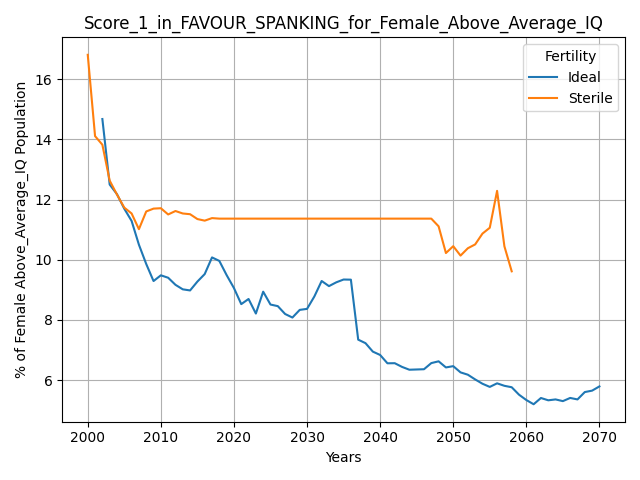 Score_1_in_FAVOUR_SPANKING_for_Female_Above_Average_IQ
% of Female Above_Average_IQ Population
16
14
12
10
8
6
Fertility
Ideal
Sterile
2000 2010 2020 2030 2040 2050 2060 2070
Years